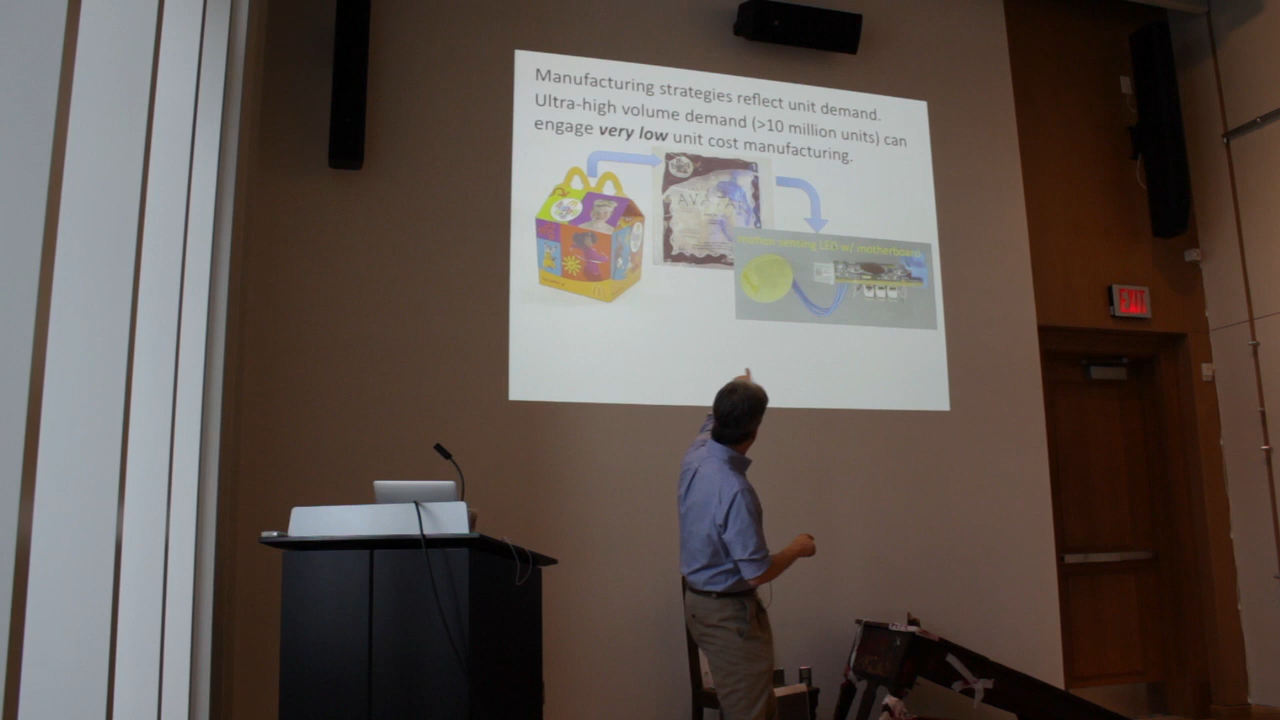 Manufacturing strategies reflect unit demand.
Ultra-high volume demand (>10 million units) can
engage very low unit cost manufacturing.
AVATAR
motion sensing LED w/ motherboard
EXIT